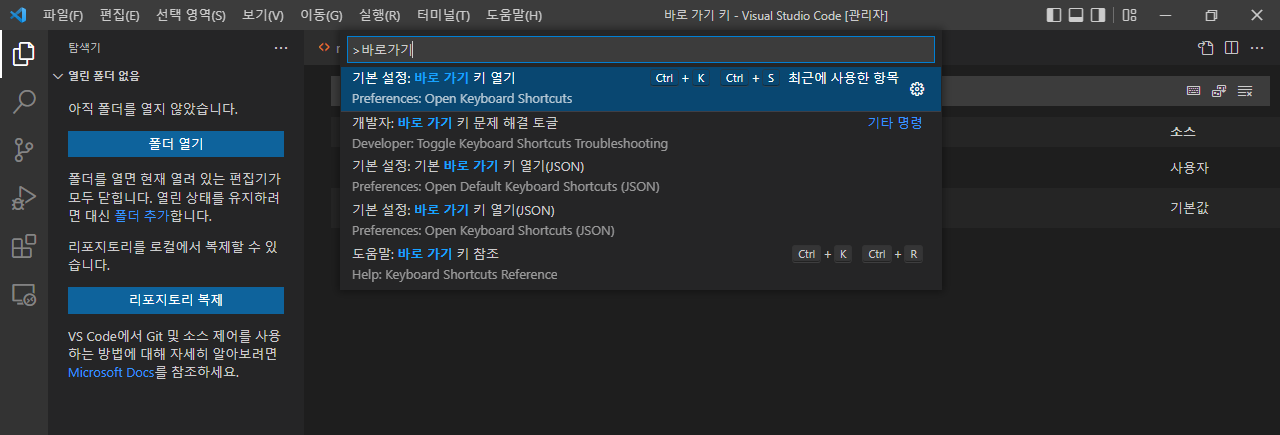 파일(F) 편집(E) 선택 영역(S) 보기(V) 이동(G) 실행(R) 터미널(T) 도움말(H) 바로 가기 키 - Visual Studio Code [관리자]
탐색기
열린 폴더 없음
아직 폴더를 열지 않았습니다.
폴더 열기
폴더를 열면 현재 열려 있는 편집기가
모두 닫힙니다. 열린 상태를 유지하려
면 대신 폴더 추가합니다.
리포지토리를 로컬에서 복제할 수 있
습니다.
리포지토리 복제
VS Code에서 Git 및 소스 제어를 사용
하는 방법에 대해 자세히 알아보려면
Microsoft Docs를 참조하세요.
>바로가기
기본 설정: 바로 가기 키 열기 Ctrl + K Ctrl + S 최근에 사용한 항목
Preferences: Open Keyboard Shortcuts
개발자: 바로 가기 키 문제 해결 토글 기타 명령
Developer: Toggle Keyboard Shortcuts Troubleshooting
기본 설정: 기본 바로 가기 키 열기(JSON)
Preferences: Open Default Keyboard Shortcuts (JSON)
기본 설정: 바로 가기 키 열기(JSON)
Preferences: Open Keyboard Shortcuts (JSON)
도움말: 바로 가기 키 참조 Ctrl + K Ctrl + R
Help: Keyboard Shortcuts Reference
소스
사용자
기본값